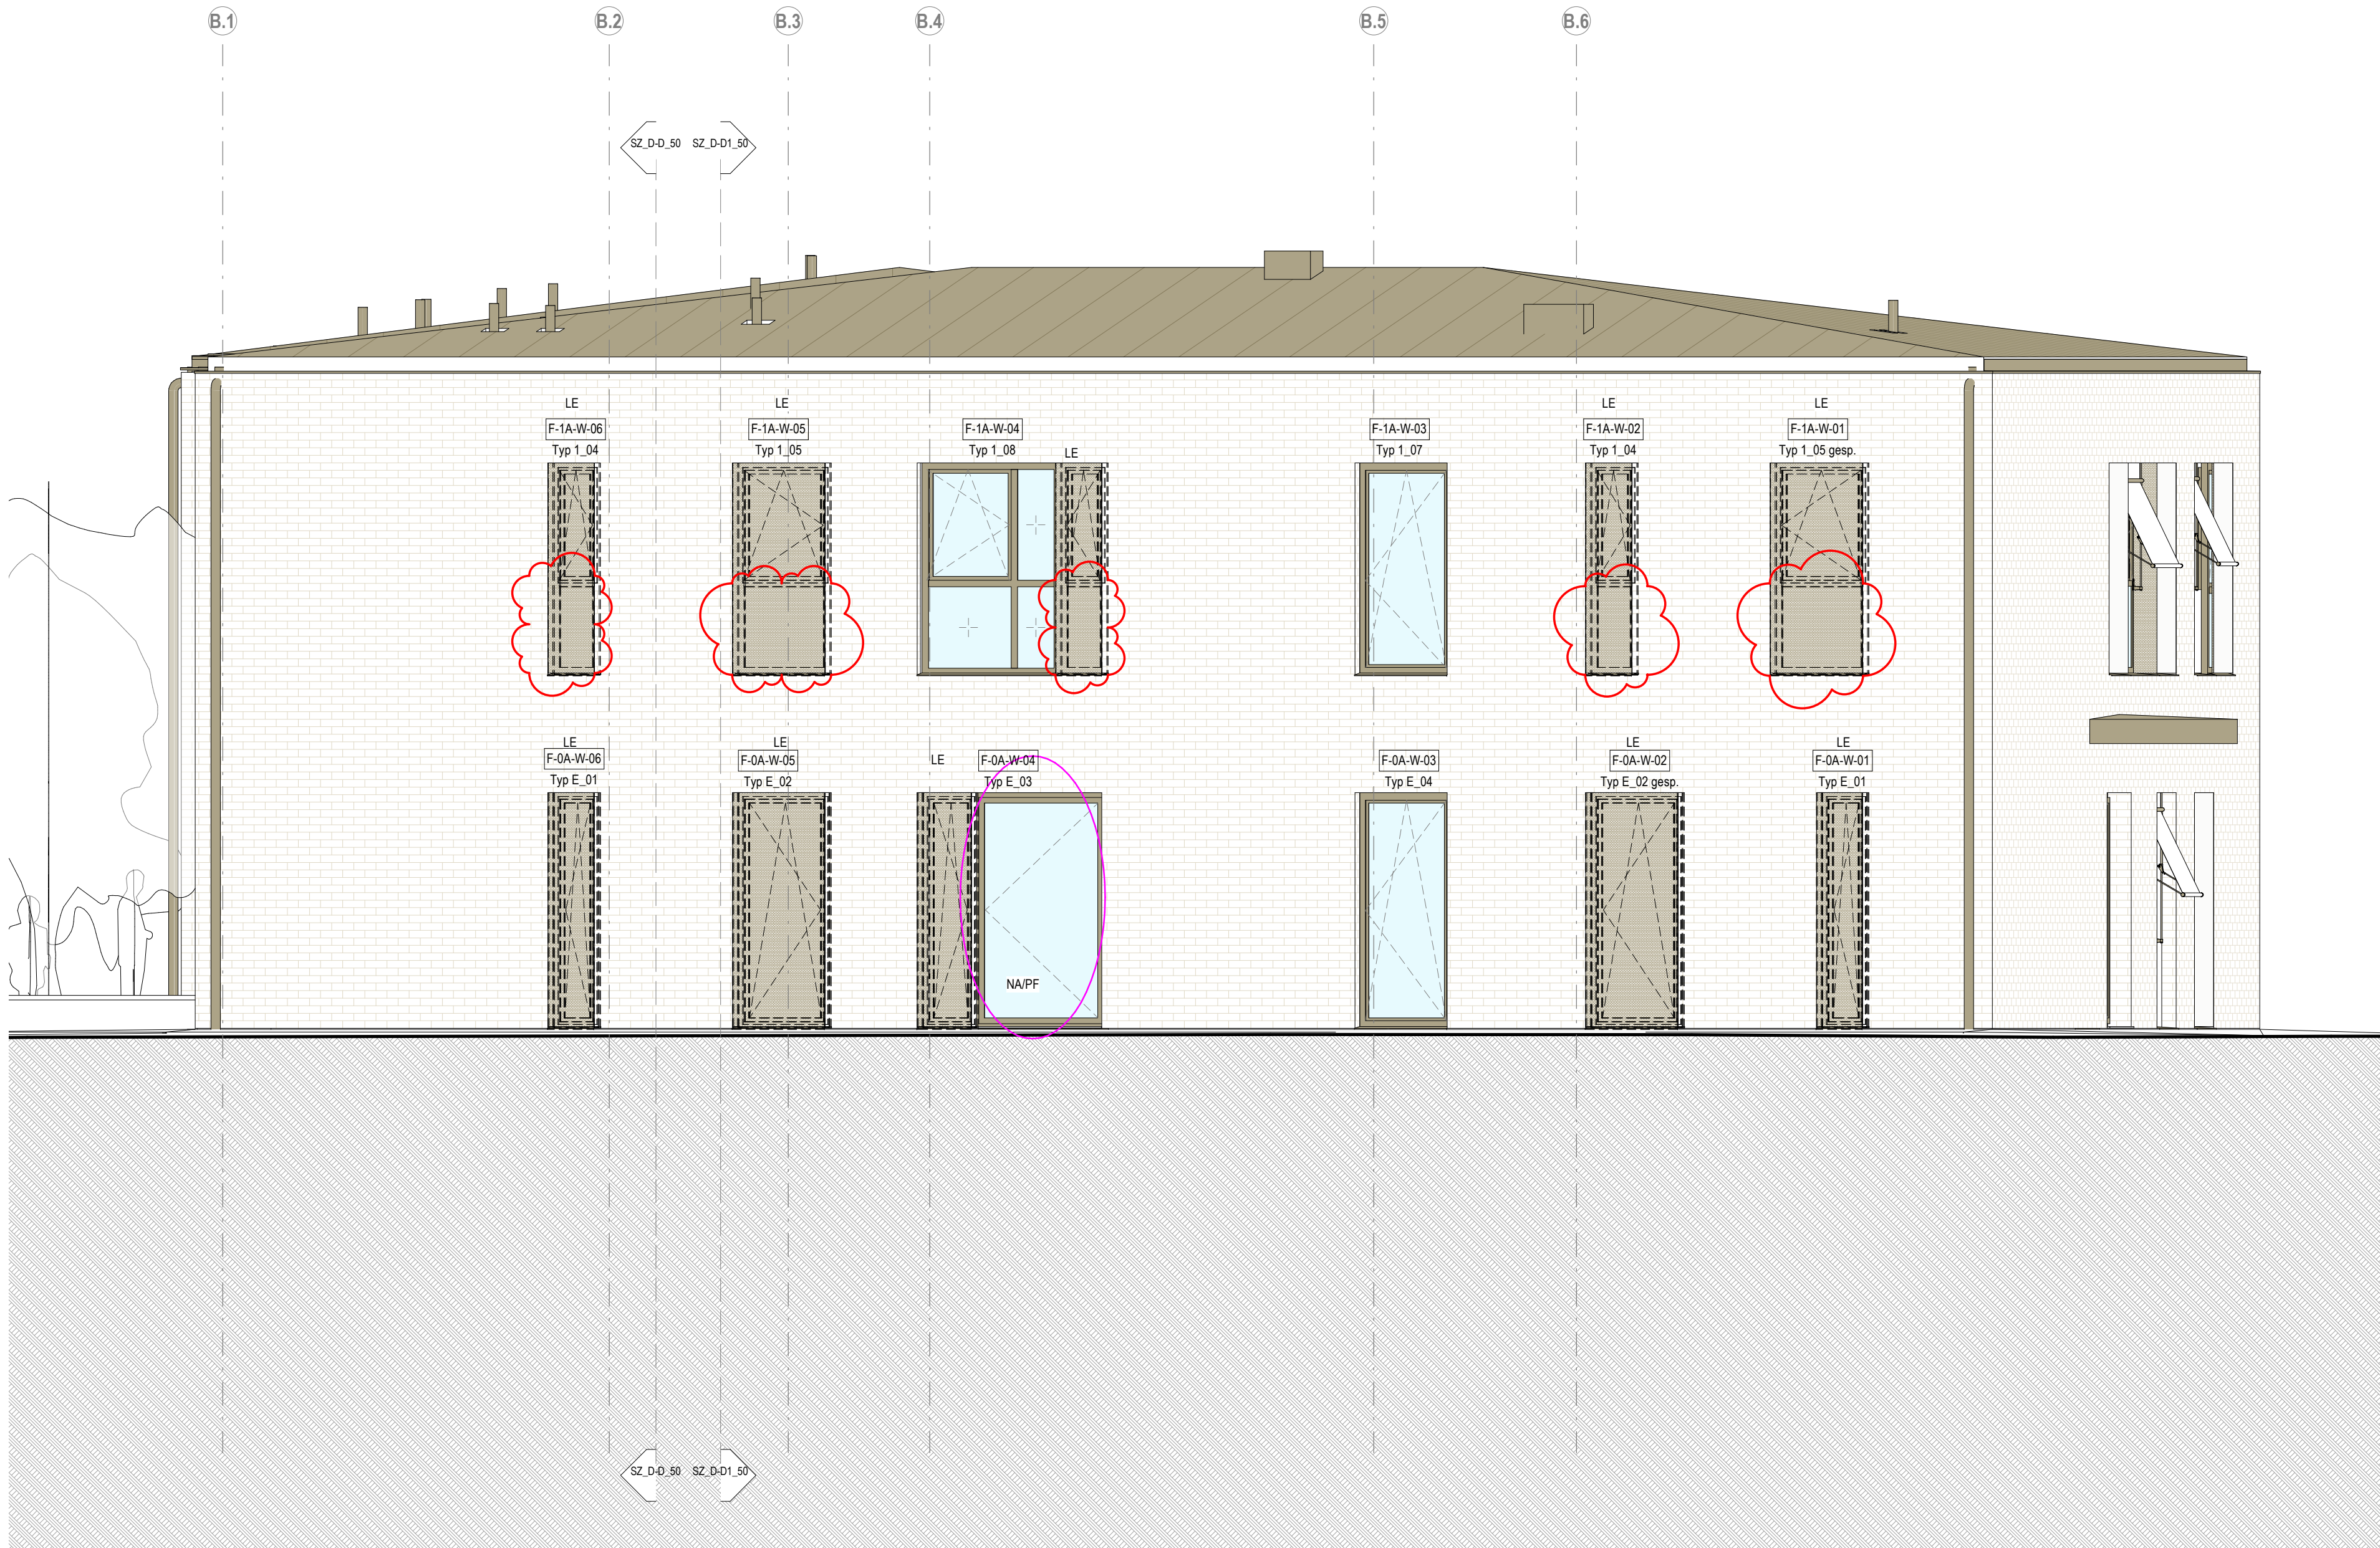 B.1 B.2 B.3 B.4 B.5 B.6
SZ_D-D_50 SZ_D-D1_50
LE LE LE LE
F-1A-W-06 F-1A-W-05 F-1A-W-04 F-1A-W-03 F-1A-W-02 F-1A-W-01
Typ 1_04 Typ 1_05 Typ 1_08 LE Typ 1_07 Typ 1_04 Typ 1_05 gesp.
LE LE LE LE
F-0A-W-06 F-0A-W-05 LE F-0A-W-04 F-0A-W-03 F-0A-W-02 F-0A-W-01
Typ E_01 Typ E_02 Typ E_03 Typ E_04 Typ E_02 gesp. Typ E_01
NA/PF
SZ_D-D_50 SZ_D-D1_50